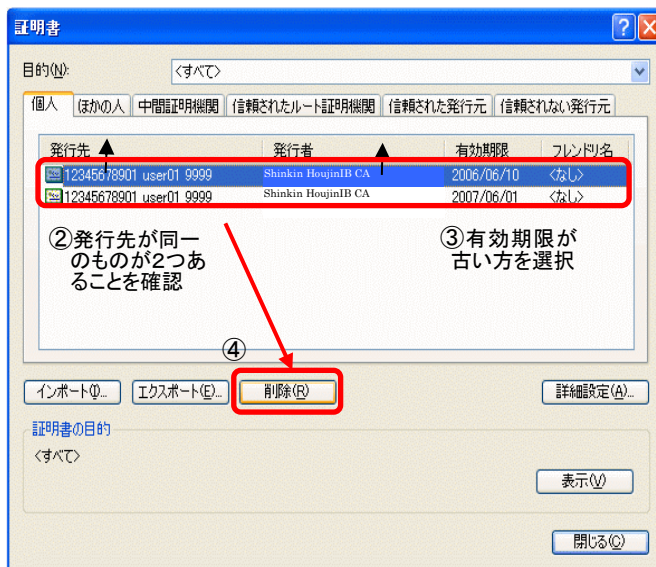 証明書
目的(N):
<すべて>
個人 ほかの人 中間証明機関 信頼されたルート証明機関 信頼された発行元 信頼されない発行元
発行先 発行者 有効期限 フレンドリ名
12345678901 user01 9999 Shinkin HoujinIB CA 2006/06/10 <なし>
12345678901 user01 9999 Shinkin HoujinIB CA 2007/06/01 <なし>
②発行先が同一
のものが2つあ
ることを確認
③有効期限が
古い方を選択
④
インポート(I)... エクスポート(E)... 削除(R) 詳細設定(A)...
証明書の目的
<すべて>
表示(V)
閉じる(C)